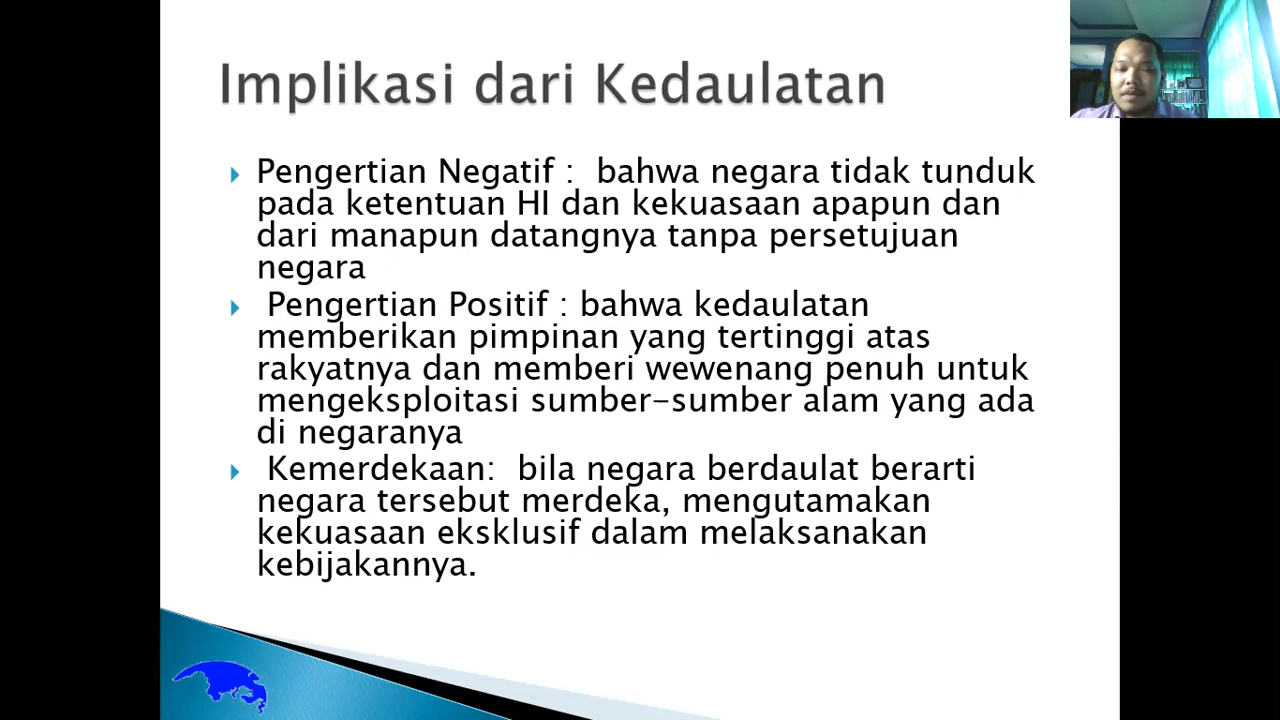 Implikasi dari Kedaulatan
Pengertian Negatif :  bahwa negara tidak tunduk
pada ketentuan HI dan kekuasaan apapun dan
dari manapun datangnya tanpa persetujuan
negara
Pengertian Positif : bahwa kedaulatan
memberikan pimpinan yang tertinggi atas
rakyatnya dan memberi wewenang penuh untuk
mengeksploitasi sumber-sumber alam yang ada
di negaranya
Kemerdekaan:  bila negara berdaulat berarti
negara tersebut merdeka, mengutamakan
kekuasaan eksklusif dalam melaksanakan
kebijakannya.